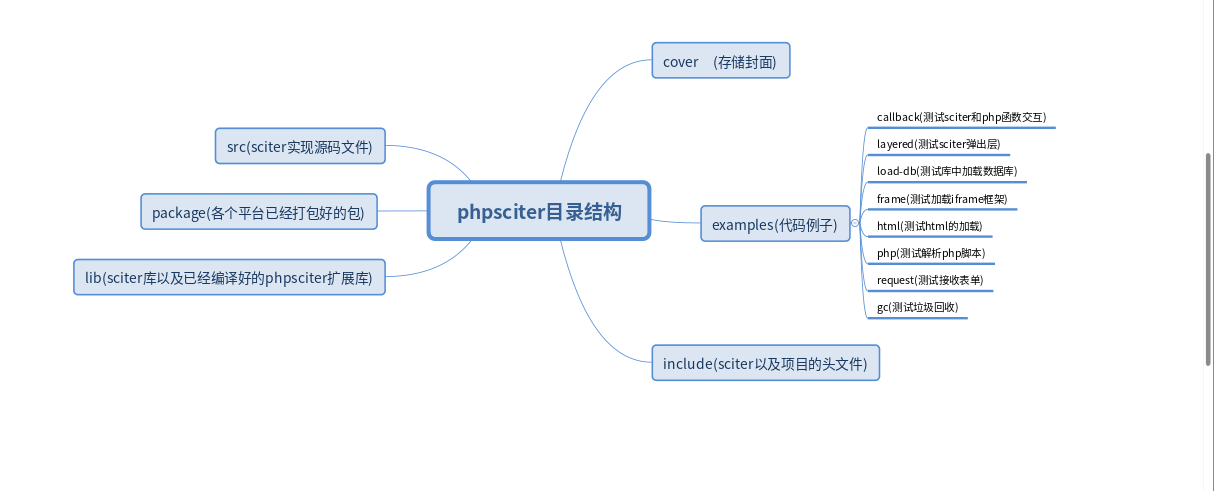 cover (存储封面)
callback(测试sciter和php函数交互)
src(sciter实现源码文件)
layered(测试sciter弹出层)
load-db(测试库中加载数据库)
package(各个平台已经打包好的包)
phpsciter目录结构
frame(测试加载iframe框架)
examples(代码例子)
html(测试html的加载)
php(测试解析php脚本)
lib(sciter库以及已经编译好的phpsciter扩展库)
request(测试接收表单)
gc(测试垃圾回收)
include(sciter以及项目的头文件)